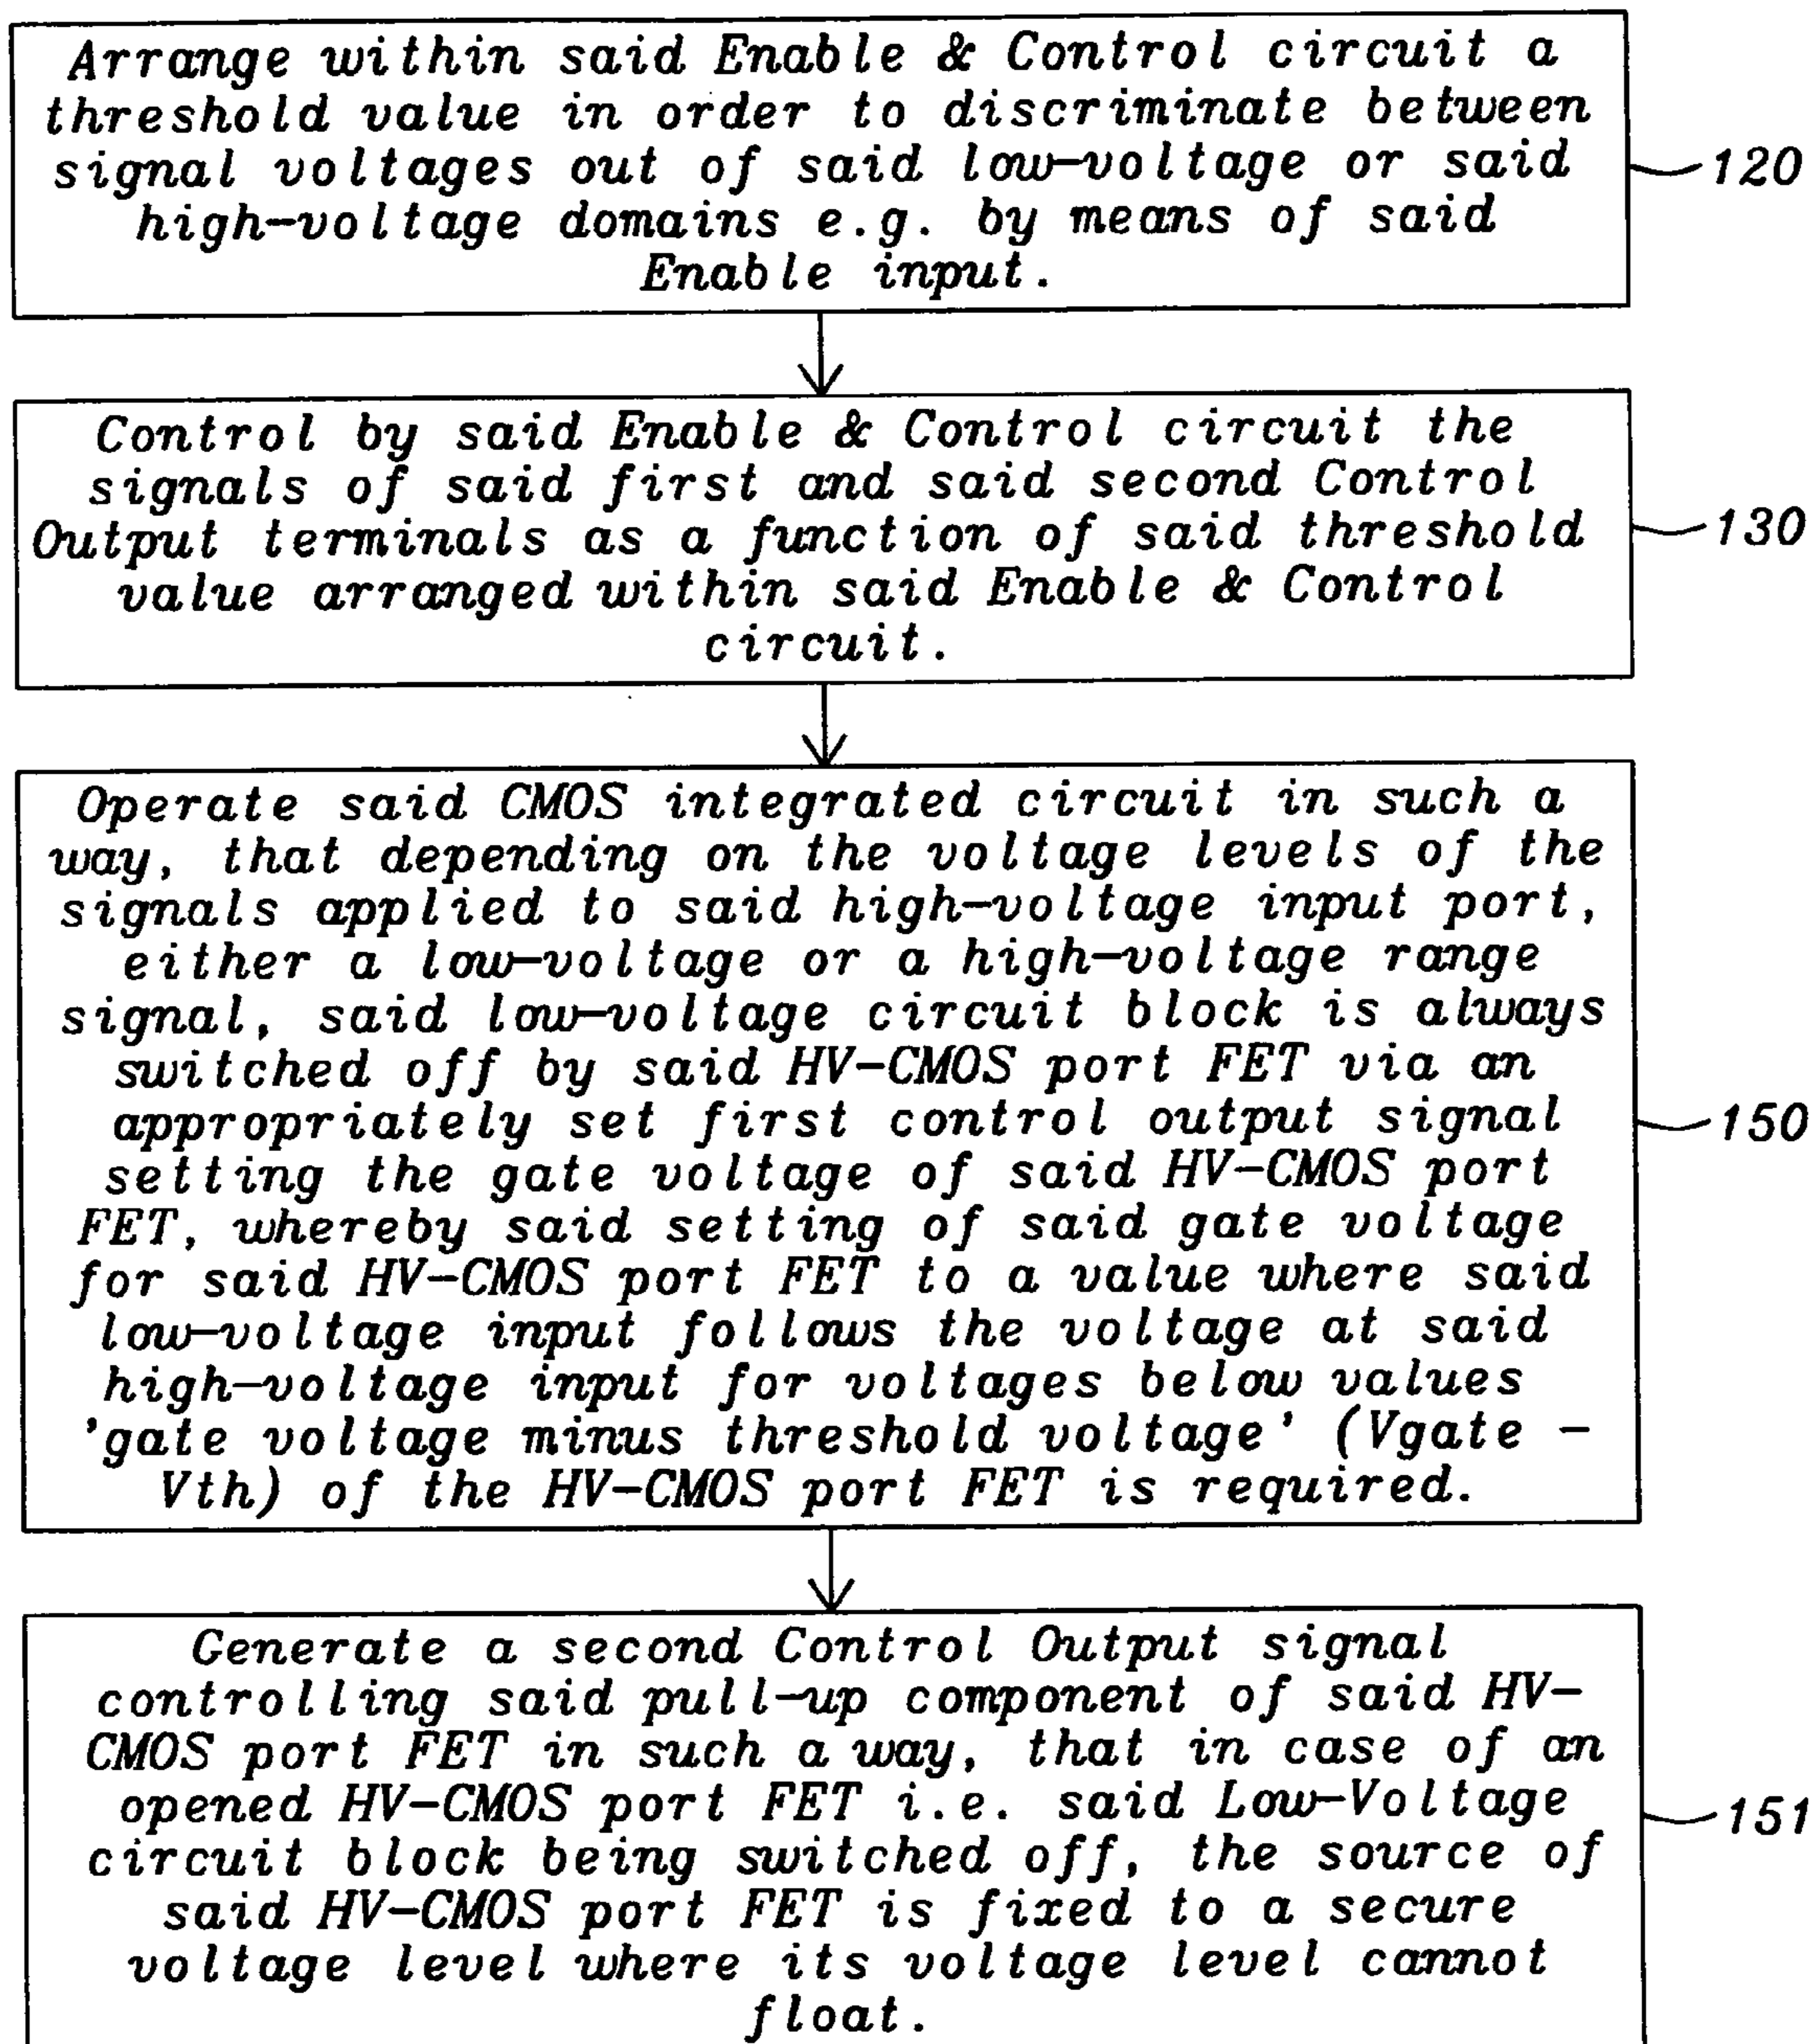 Arrange within said Enable & Control circuit a
threshold value in order to discriminate between
signal voltages out of said low-voltage or said
high-voltage domains e.g. by means of said
Enable input.
120
Control by said Enable & Control circuit the
signals of said first and said second Control
Output terminals as a function of said threshold
value arranged within said Enable & Control
circuit.
130
Operate said CMOS integrated circuit in such a
way, that depending on the voltage levels of the
signals applied to said high-voltage input port,
either a low-voltage or a high-voltage range
signal, said low-voltage circuit block is always
switched off by said HV-CMOS port FET via an
appropriately set first control output signal
setting the gate voltage of said HV-CMOS port
FET, whereby said setting of said gate voltage
for said HV-CMOS port FET to a value where said
low-voltage input follows the voltage at said
high-voltage input for voltages below values
'gate voltage minus threshold voltage' (Vgate -
Vth) of the HV-CMOS port FET is required.
150
Generate a second Control Output signal
controlling said pull-up component of said HV-
CMOS port FET in such a way, that in case of an
opened HV-CMOS port FET i.e. said Low-Voltage
circuit block being switched off, the source of
said HV-CMOS port FET is fixed to a secure
voltage level where its voltage level cannot
float.
151